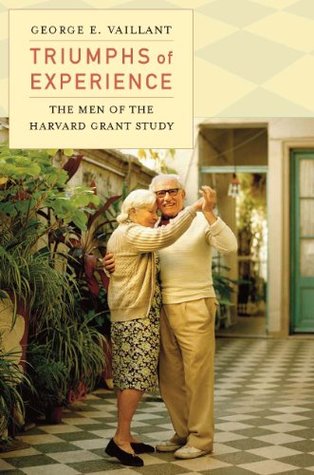 GEORGE E. VAILLANT
TRIUMPHS of
EXPERIENCE
THE MEN OF THE
HARVARD GRANT STUDY